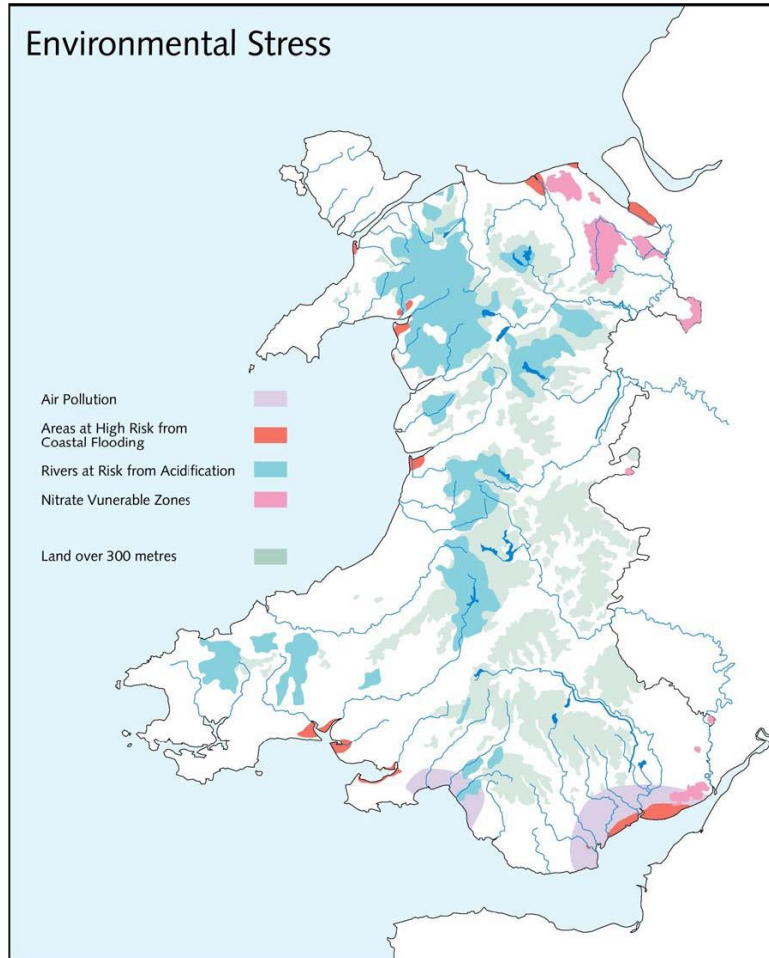 Environmental Stress
Air Pollution
Areas at High Risk from
Coastal Flooding
Rivers at Risk from Acidification
Nitrate Vunerable Zones
Land over 300 metres